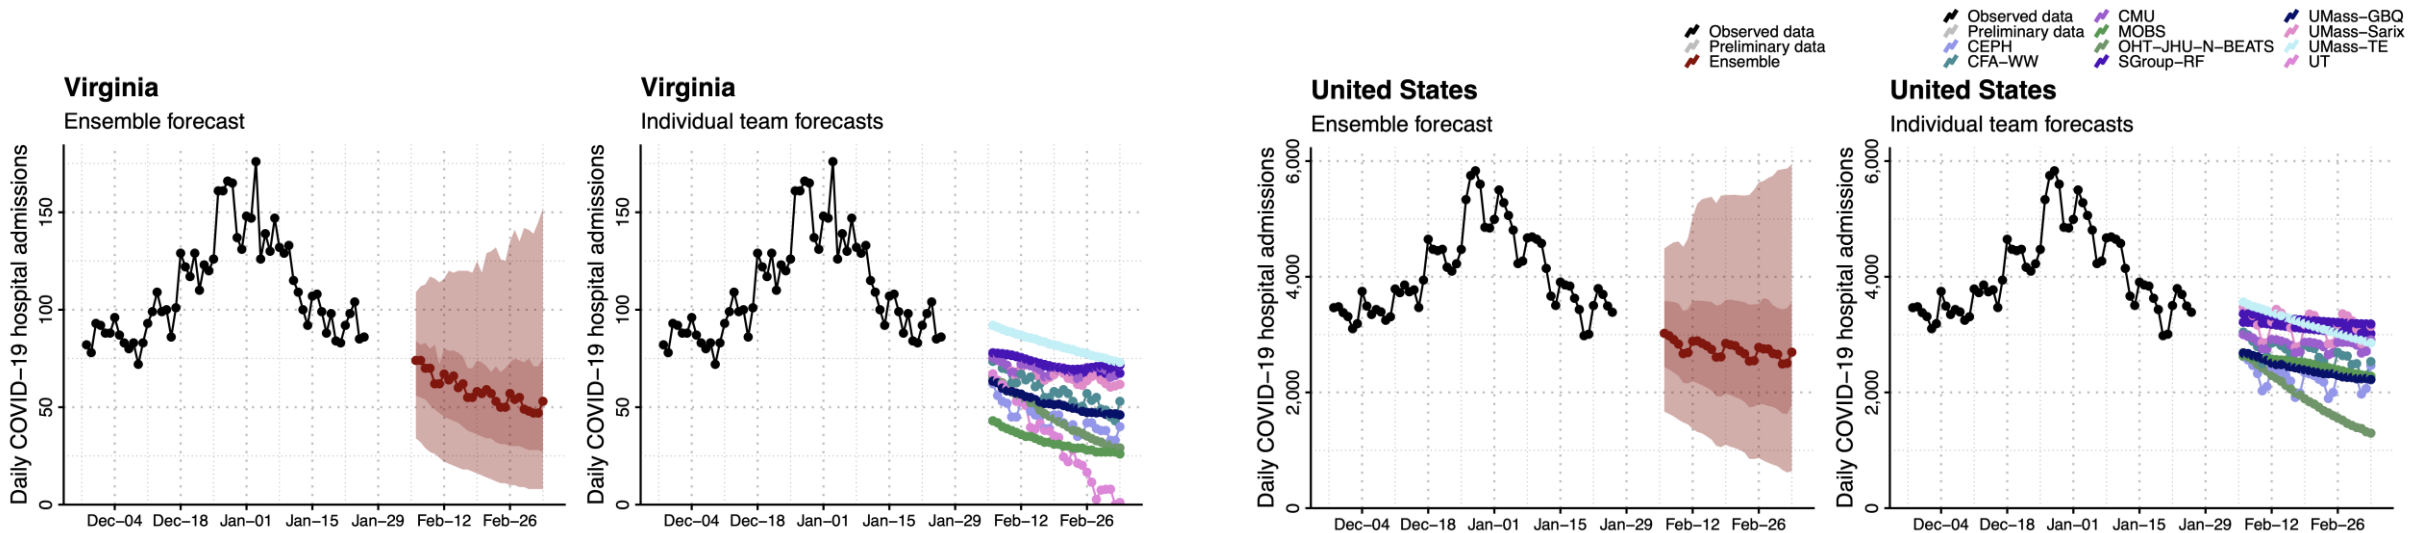 Virginia
Ensemble forecast
Daily COVID−19 hospital admissions
150
100
50
0
Dec−04 Dec−18 Jan−01 Jan−15 Jan−29 Feb−12 Feb−26
Virginia
Individual team forecasts
Daily COVID−19 hospital admissions
150
100
50
0
Dec−04 Dec−18 Jan−01 Jan−15 Jan−29 Feb−12 Feb−26
Observed data
Preliminary data
Ensemble
United States
Ensemble forecast
Daily COVID−19 hospital admissions
6,000
4,000
2,000
0
Dec−04 Dec−18 Jan−01 Jan−15 Jan−29 Feb−12 Feb−26
Observed data CMU UMass−GBQ
Preliminary data MOBS UMass−Sarix
CEPH OHT−JHU−N−BEATS UMass−TE
CFA−WW SGroup−RF UT
United States
Individual team forecasts
Daily COVID−19 hospital admissions
6,000
4,000
2,000
0
Dec−04 Dec−18 Jan−01 Jan−15 Jan−29 Feb−12 Feb−26